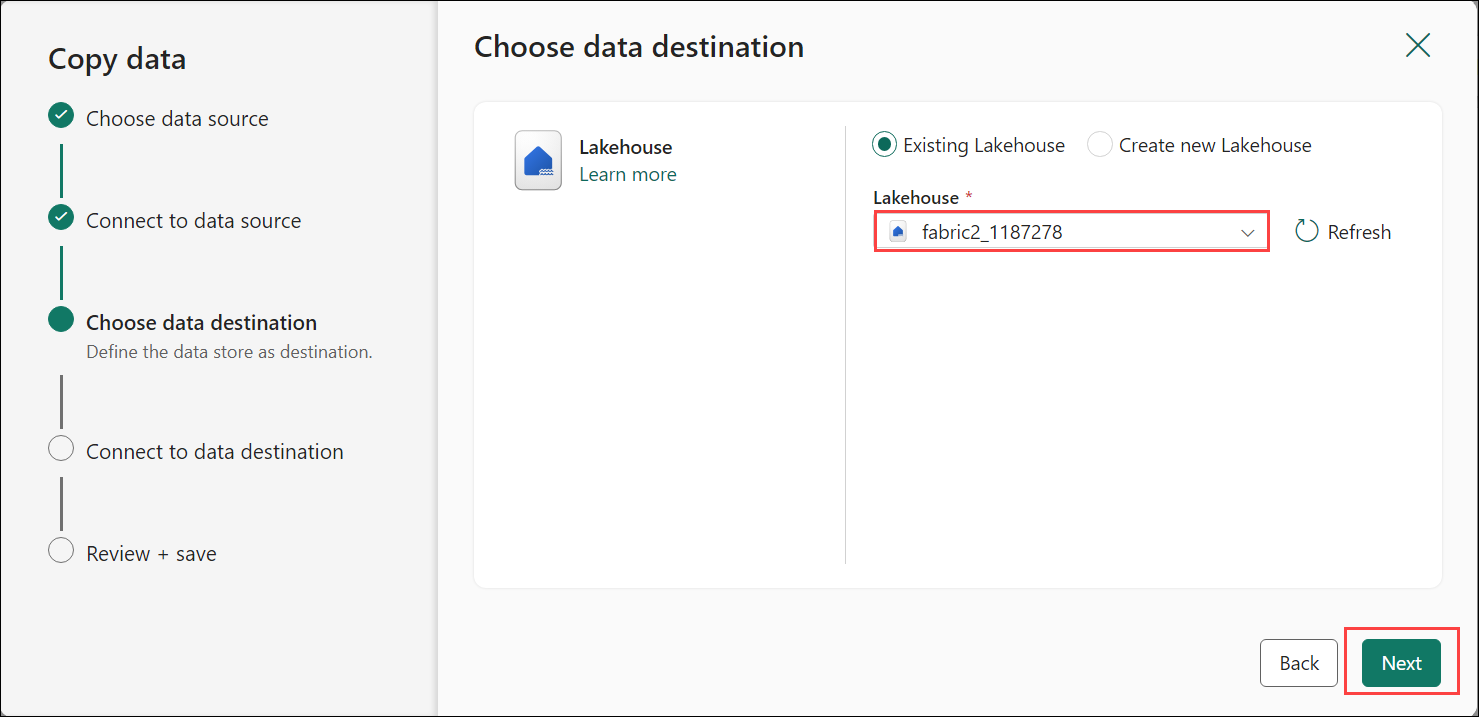 Copy data
Choose data source
Connect to data source
Choose data destination
Define the data store as destination.
Connect to data destination
Review + save
Choose data destination
Lakehouse
Learn more
Existing Lakehouse
Create new Lakehouse
Lakehouse *
fabric2_1187278
Refresh
Back
Next